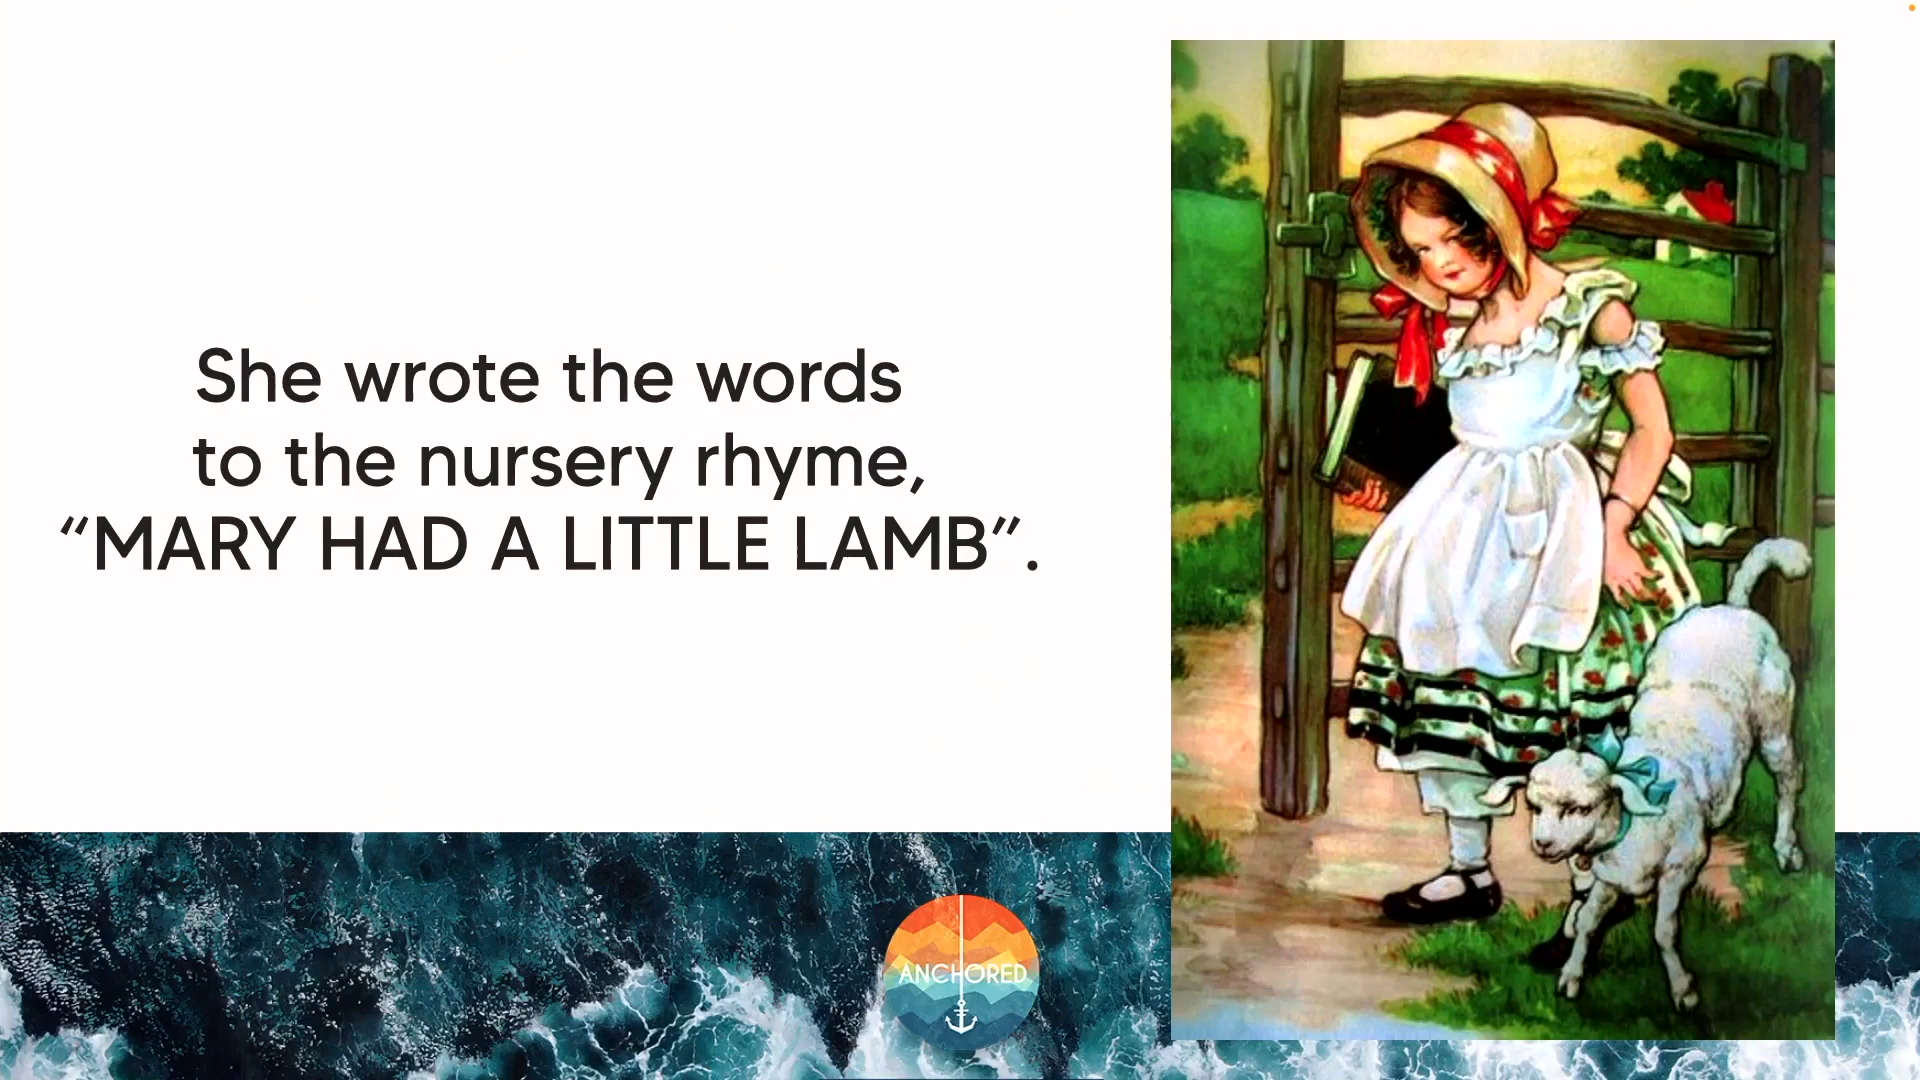 She wrote the words
to the nursery rhyme,
“MARY HAD A LITTLE LAMB”.
ANCHORED